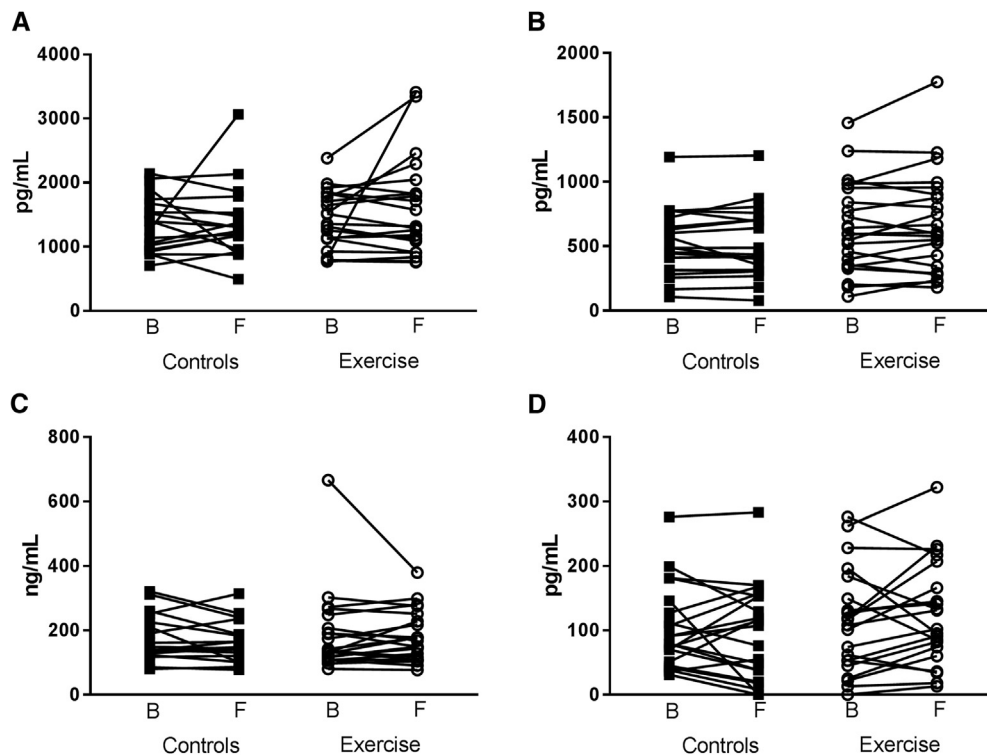 A
pg/mL
4000
3000
2000
1000
0
B F B F
Controls Exercise
B
pg/mL
2000
1500
1000
500
0
B F B F
Controls Exercise
C
ng/mL
800
600
400
200
0
B F B F
Controls Exercise
D
pg/mL
400
300
200
100
0
B F B F
Controls Exercise